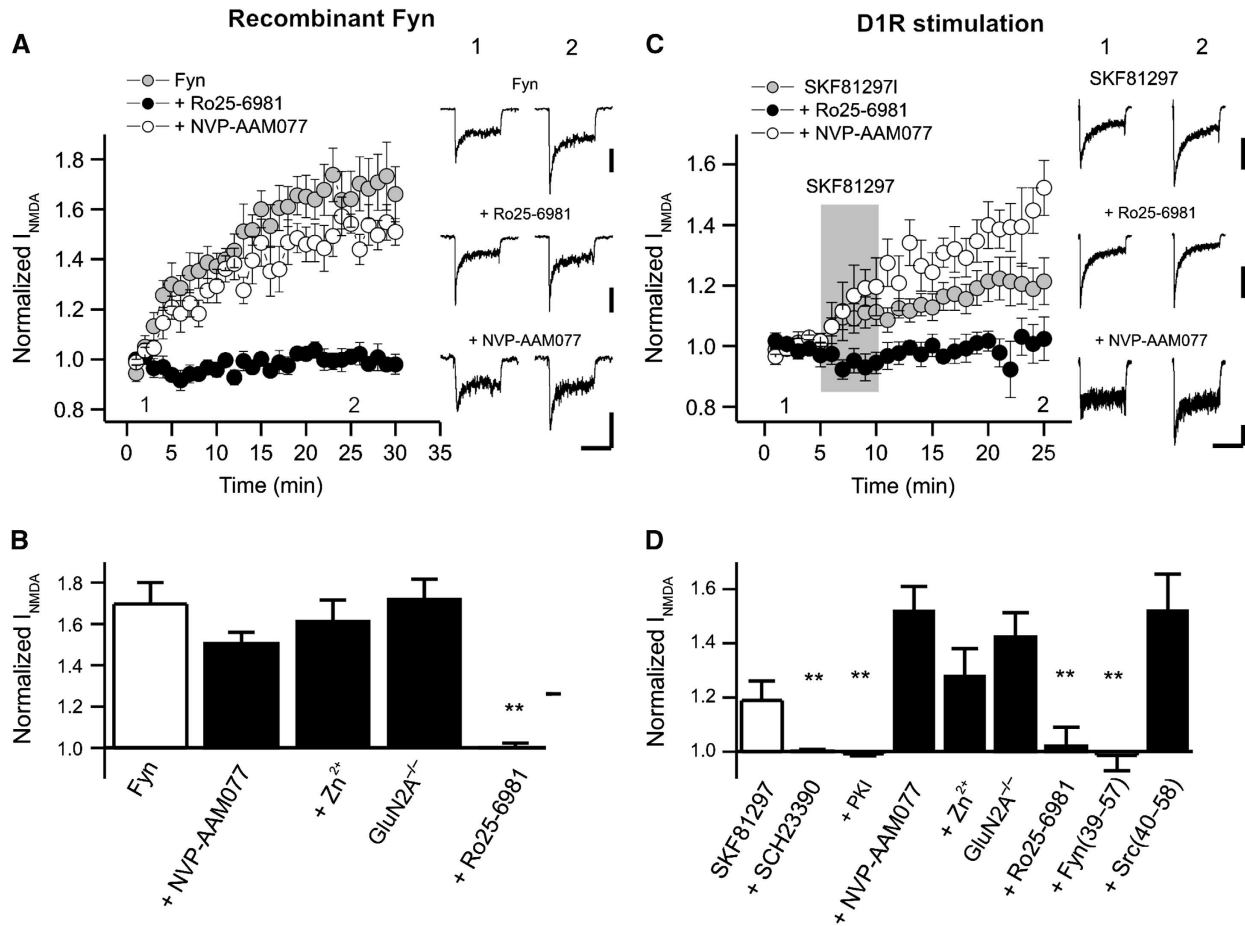 Recombinant Fyn
A
1
2
Fyn
+ Ro25-6981
+ NVP-AAM077
Fyn
+ Ro25-6981
+ NVP-AAM077
Normalized I_NMDA
1.8
1.6
1.4
1.2
1.0
0.8
1
2
0
5
10
15
20
25
30
35
Time (min)
D1R stimulation
C
1
2
SKF81297I
+ Ro25-6981
+ NVP-AAM077
SKF81297
+ Ro25-6981
+ NVP-AAM077
SKF81297
Normalized I_NMDA
1.6
1.4
1.2
1.0
0.8
1
2
0
5
10
15
20
25
Time (min)
B
Normalized I_NMDA
1.8
1.6
1.4
1.2
1.0
**
Fyn
+ NVP-AAM077
+ Zn²⁺
GluN2A⁻/⁻
+ Ro25-6981
D
Normalized I_NMDA
1.6
1.4
1.2
1.0
**
**
**
**
SKF81297
+ SCH23390
+ PKI
+ NVP-AAM077
+ Zn²⁺
GluN2A⁻/⁻
+ Ro25-6981
+ Fyn(39–57)
+ Src(40–58)